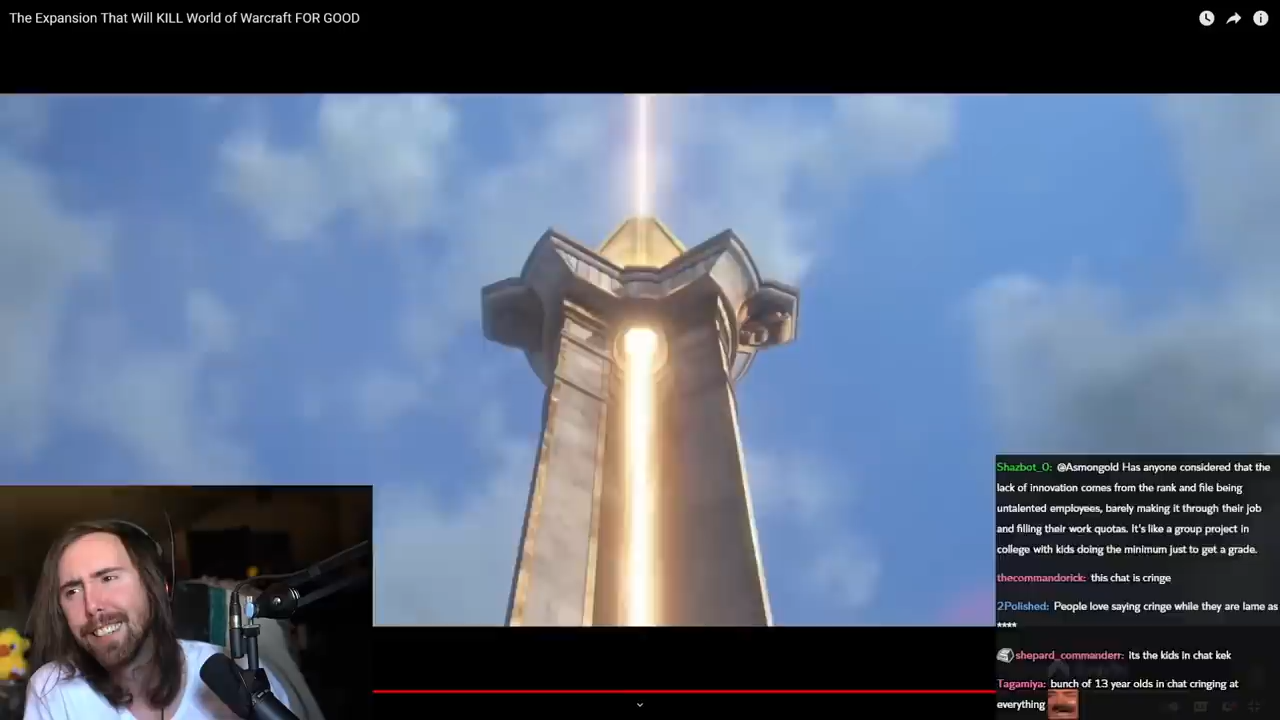 The Expansion That Will KILL World of Warcraft FOR GOOD
Shazbot_0: @Asmongold Has anyone considered that the
lack of innovation comes from the rank and file being
untalented employees, barely making it through their job
and filling their work quotas. It's like a group project in
college with kids doing the minimum just to get a grade.
thecommandorick: this chat is cringe
2Polished: People love saying cringe while they are lame as
****
shepard_commanderr: its the kids in chat kek
Tagamiya: bunch of 13 year olds in chat cringing at
everything